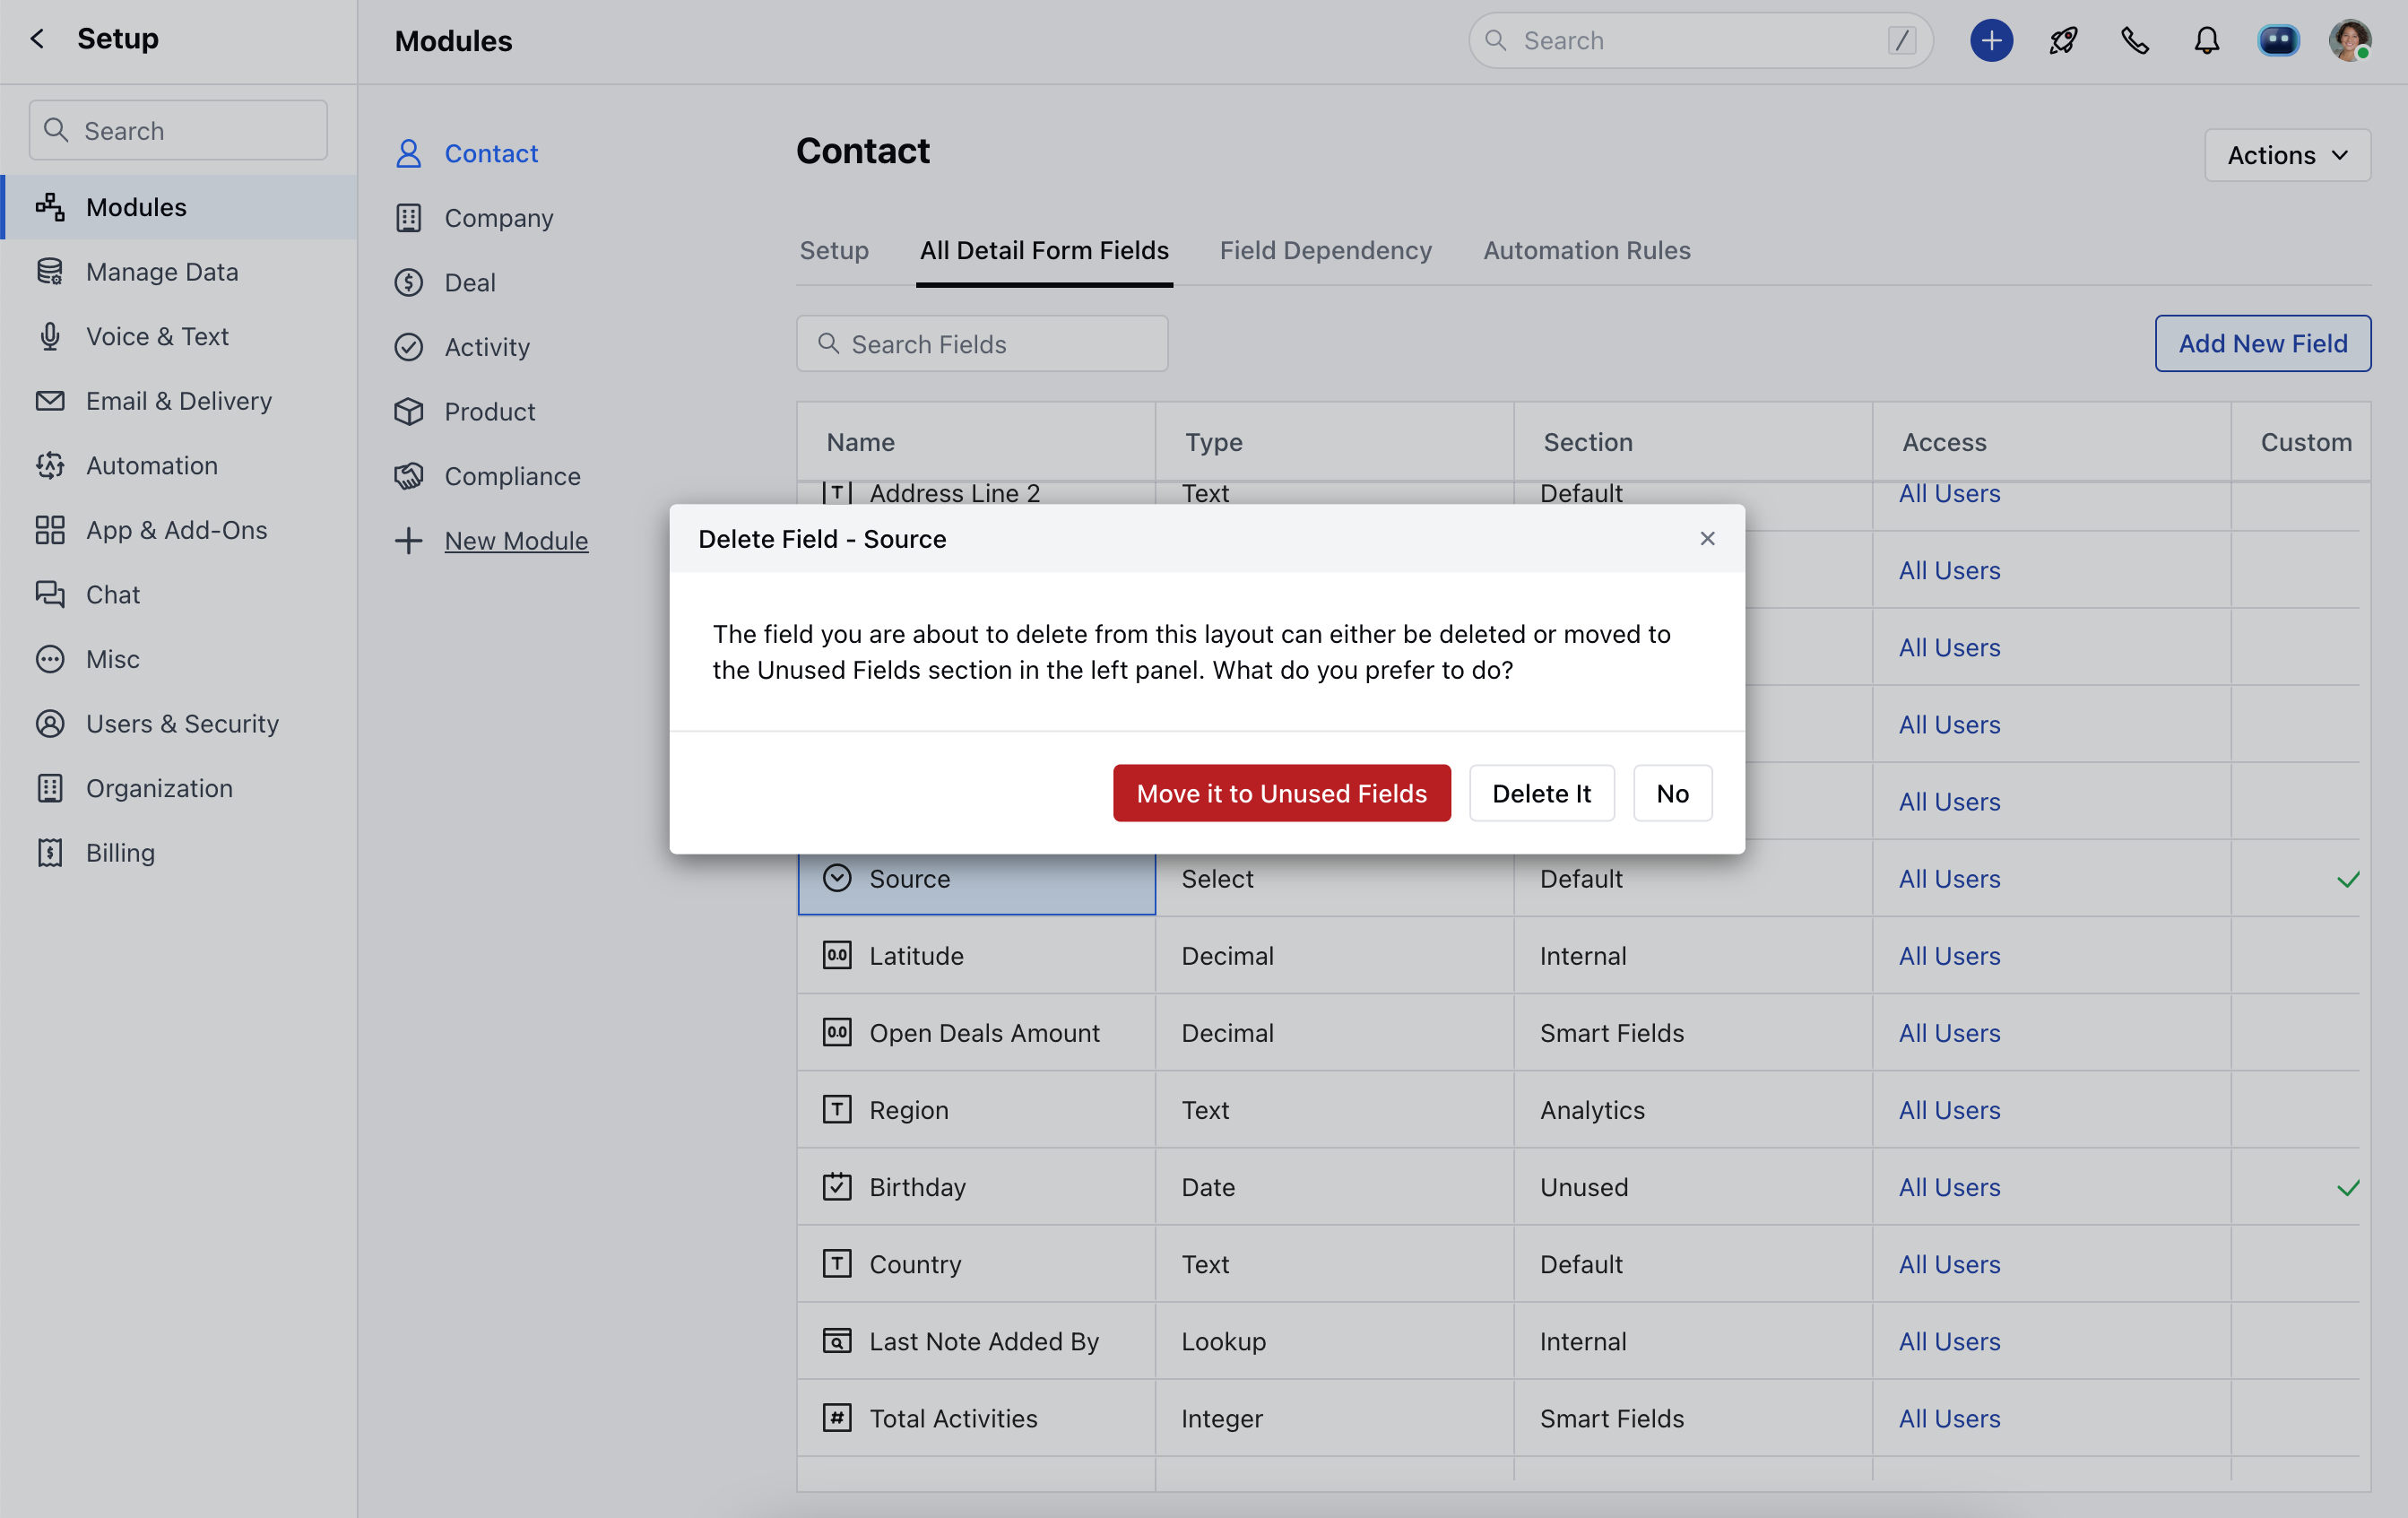 Setup
Search
Modules
Manage Data
Voice & Text
Email & Delivery
Automation
App & Add-Ons
Chat
Misc
Users & Security
Organization
Billing
Modules
Search /
Contact
Company
Deal
Activity
Product
Compliance
New Module
Contact
Actions
Setup All Detail Form Fields Field Dependency Automation Rules
Search Fields
Add New Field
Name Type Section Access Custom
T Address Line 2 Text Default All Users
All Users
All Users
All Users
All Users
Delete Field - Source
The field you are about to delete from this layout can either be deleted or moved to
the Unused Fields section in the left panel. What do you prefer to do?
Move it to Unused Fields Delete It No
Source Select Default All Users
0.0 Latitude Decimal Internal All Users
0.0 Open Deals Amount Decimal Smart Fields All Users
T Region Text Analytics All Users
Birthday Date Unused All Users
T Country Text Default All Users
Last Note Added By Lookup Internal All Users
# Total Activities Integer Smart Fields All Users